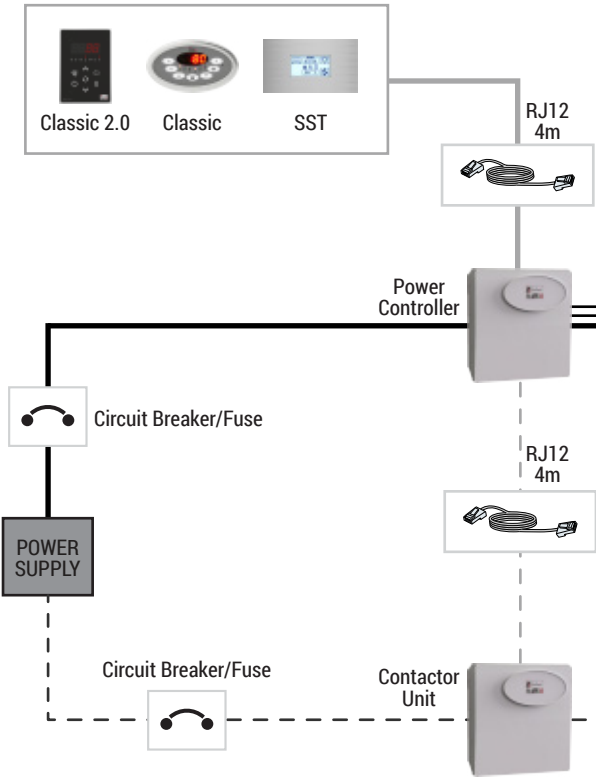 Classic 2.0
Classic
SST
RJ12
4m
Power
Controller
Circuit Breaker/Fuse
RJ12
4m
POWER
SUPPLY
Circuit Breaker/Fuse
Contactor
Unit